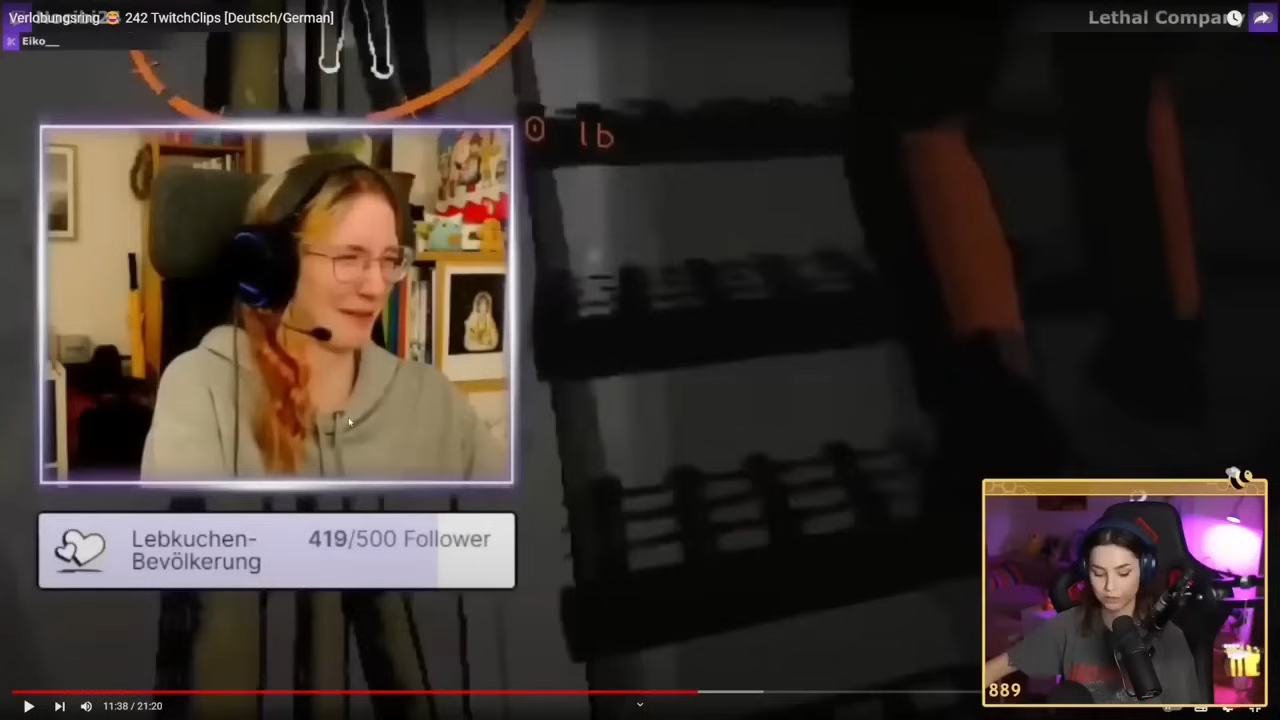 Verlobungsring😂 242 TwitchClips [Deutsch/German]
Lethal Company
Eiko__
0 lb
Lebkuchen-
Bevölkerung
419/500 Follower
889
11:38 / 21:20